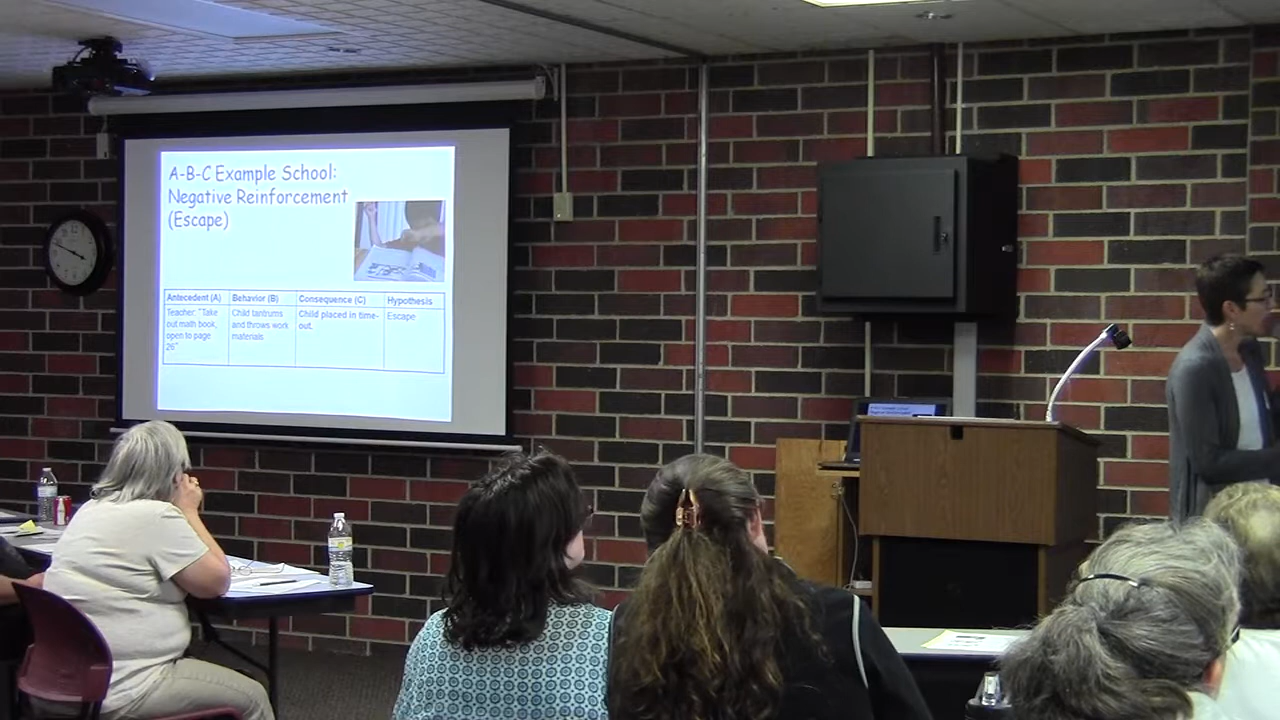 A-B-C Example School:
Negative Reinforcement
(Escape)
Antecedent (A) Behavior (B) Consequence (C) Hypothesis
Teacher: "Take Child tantrums Child placed in time- Escape
out math book, and throws work out.
open to page materials
26"